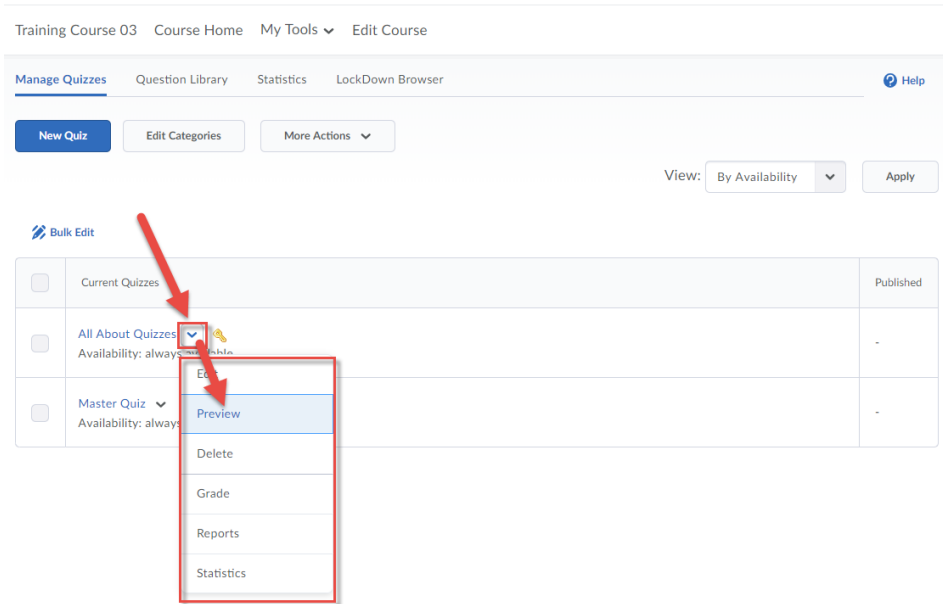 Training Course 03 Course Home My Tools Edit Course
Manage Quizzes Question Library Statistics LockDown Browser Help
New Quiz Edit Categories More Actions
View: By Availability Apply
Bulk Edit
Current Quizzes Published
All About Quizzes
Availability: always available -
Edit
Master Quiz
Availability: always -
Preview
Delete
Grade
Reports
Statistics